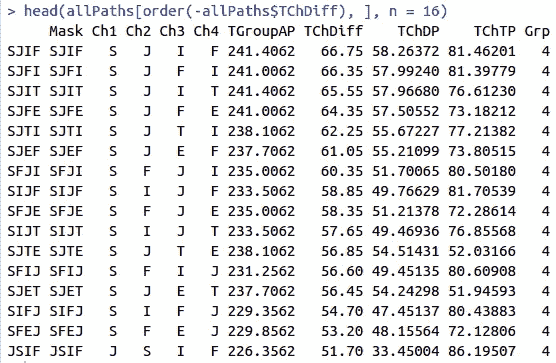 > head(allPaths[order(-allPaths$TChDiff), ], n = 16)
Mask Ch1 Ch2 Ch3 Ch4 TGroupAP TChDiff TChDP TChTP Grp
SJIF SJIF S J I F 241.4062 66.75 58.26372 81.46201 4
SJFI SJFI S J F I 241.0062 66.35 57.99240 81.39779 4
SJIT SJIT S J I T 241.4062 65.55 57.96680 76.61230 4
SJFE SJFE S J F E 241.0062 64.35 57.50552 73.18212 4
SJTI SJTI S J T I 238.1062 62.25 55.67227 77.21382 4
SJEF SJEF S J E F 237.7062 61.05 55.21099 73.80515 4
SFJI SFJI S F J I 235.0062 60.35 51.70065 80.50180 4
SIJF SIJF S I J F 233.5062 58.85 49.76629 81.70539 4
SFJE SFJE S F J E 235.0062 58.35 51.21378 72.28614 4
SIJT SIJT S I J T 233.5062 57.65 49.46936 76.85568 4
SJTE SJTE S J T E 238.1062 56.85 54.51431 52.03166 4
SFIJ SFIJ S F I J 231.2562 56.60 49.45135 80.60908 4
SJET SJET S J E T 237.7062 56.45 54.24298 51.94593 4
SIFJ SIFJ S I F J 229.3562 54.70 47.45137 80.43883 4
SFEJ SFEJ S F E J 229.8562 53.20 48.15564 72.12806 4
JSIF JSIF J S I F 226.3562 51.70 33.45004 86.19507 4